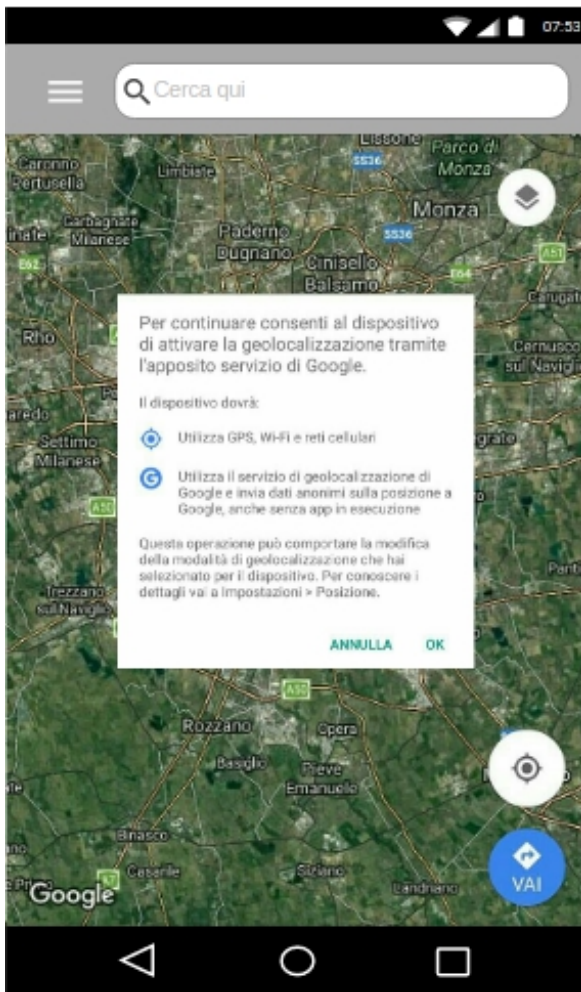 07:53
Cerca qui
Lissone
Parco di
Monza
SS36
Caronno
Pertusella
Limbiate
Monza
Garbagnate
Milanese
Paderno
Dugnano
SS36
A51
E62
Cinisello
Balsamo
E64
Carugat
Rho
Cernusco
sul Navigli
Per continuare consenti al dispositivo
di attivare la geolocalizzazione tramite
l'apposito servizio di Google.
Il dispositivo dovrà:
Utilizza GPS, Wi-Fi e reti cellulari
Settimo
Milanese
Utilizza il servizio di geolocalizzazione di
Google e invia dati anonimi sulla posizione a
Google, anche senza app in esecuzione
A50
Questa operazione può comportare la modifica
della modalità di geolocalizzazione che hai
selezionato per il dispositivo. Per conoscere i
dettagli vai a Impostazioni > Posizione.
Trezzano
sul Naviglio
ANNULLA OK
A50
Rozzano
Opera
Basiglio
Pieve
Emanuele
Binasco
A7
Casarile
Siziano
Landriano
Google
VAI